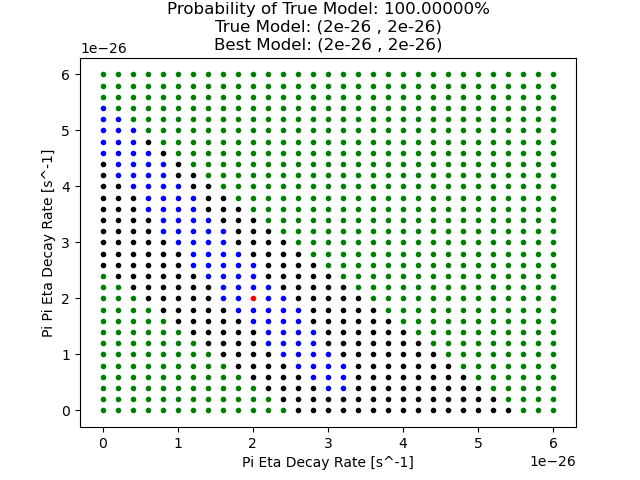 Probability of True Model: 100.00000%
True Model: (2e-26 , 2e-26)
Best Model: (2e-26 , 2e-26)
1e−26
6
5
4
3
2
1
0
Pi Pi Eta Decay Rate [s^-1]
0 1 2 3 4 5 6
Pi Eta Decay Rate [s^-1]
1e−26